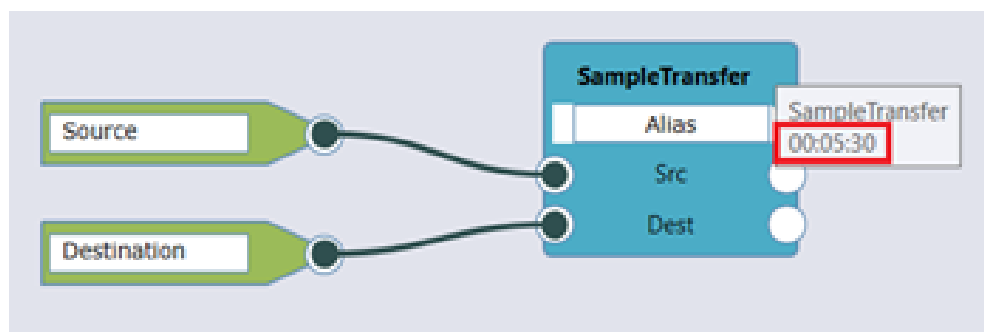 SampleTransfer
Source
Alias
SampleTransfer
00:05:30
Src
Destination
Dest